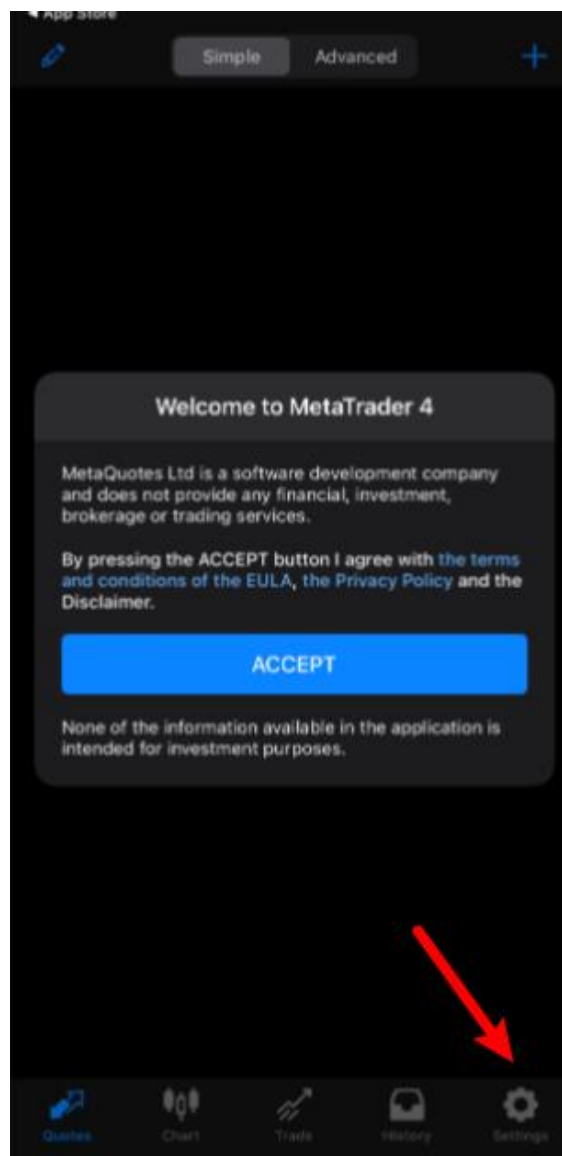 App Store
Simple
Advanced
Welcome to MetaTrader 4
MetaQuotes Ltd is a software development company
and does not provide any financial, investment,
brokerage or trading services.
By pressing the ACCEPT button I agree with the terms
and conditions of the EULA, the Privacy Policy and the
Disclaimer.
ACCEPT
None of the information available in the application is
intended for investment purposes.
Quotes
Chart
Trade
History
Settings